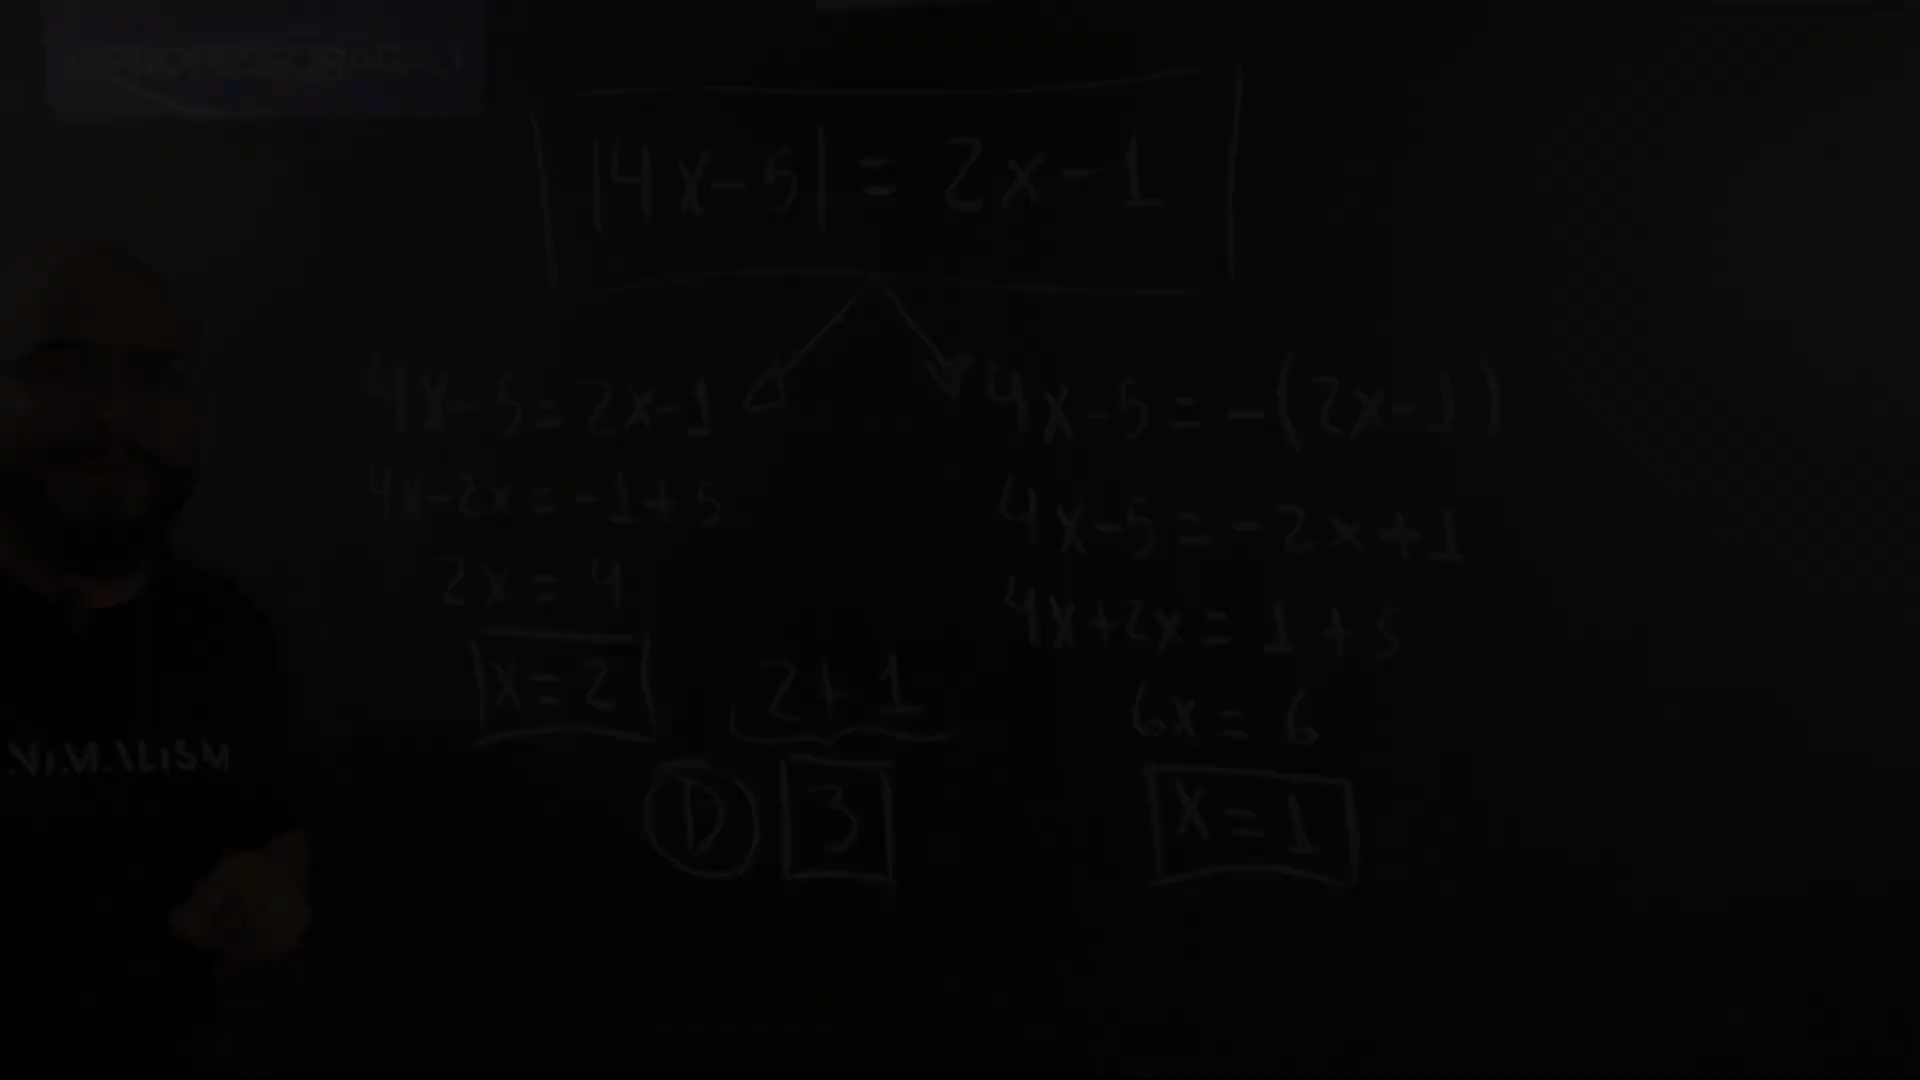 |4x-5| = 2x-1
4x-5=2x-1
4x-2x=-1+5
2x=4
x=2
4x-5=-(2x-1)
4x-5=-2x+1
4x+2x=1+5
6x=6
x=1
2+1
D 3